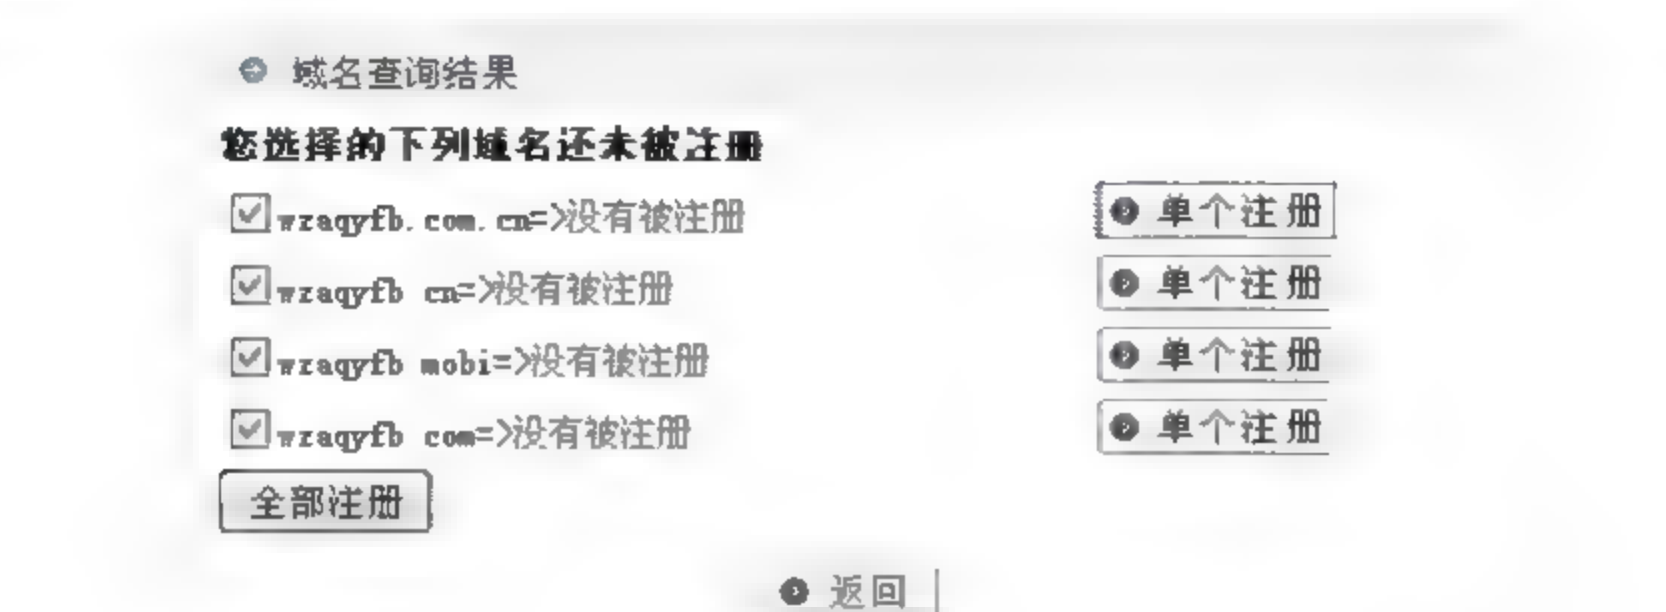 域名查询结果
您选择的下列域名还未被注册
wzaqyfb.com.cn=>没有被注册 单个注册
wzaqyfb cn=>没有被注册 单个注册
wzaqyfb mobi=>没有被注册 单个注册
wzaqyfb com=>没有被注册 单个注册
全部注册
返回